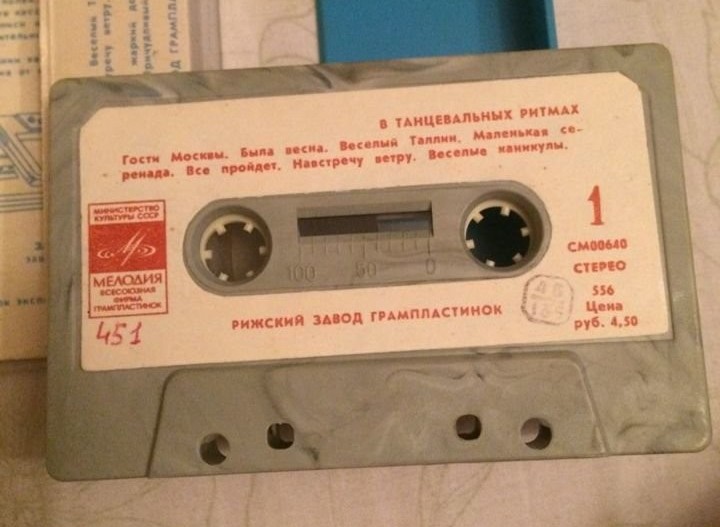 В ТАНЦЕВАЛЬНЫХ РИТМАХ
Гости Москвы. Была весна. Веселый Таллин. Маленькая се-
ренада. Все пройдет. Навстречу ветру. Веселые каникулы.
МИНИСТЕРСТВО
КУЛЬТУРЫ СССР
МЕЛОДИЯ
ВСЕСОЮЗНАЯ
ФИРМА
ГРАМПЛАСТИНОК
451
100 50 0
1
СМ00640
СТЕРЕО
556
Цена
руб. 4,50
РИЖСКИЙ ЗАВОД ГРАМПЛАСТИНОК